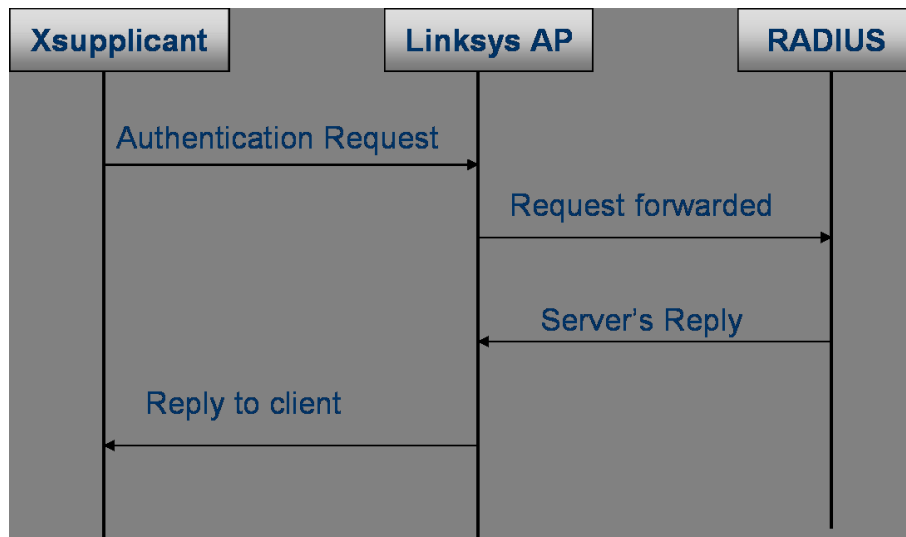 Xsupplicant
Linksys AP
RADIUS
Authentication Request
Request forwarded
Server's Reply
Reply to client